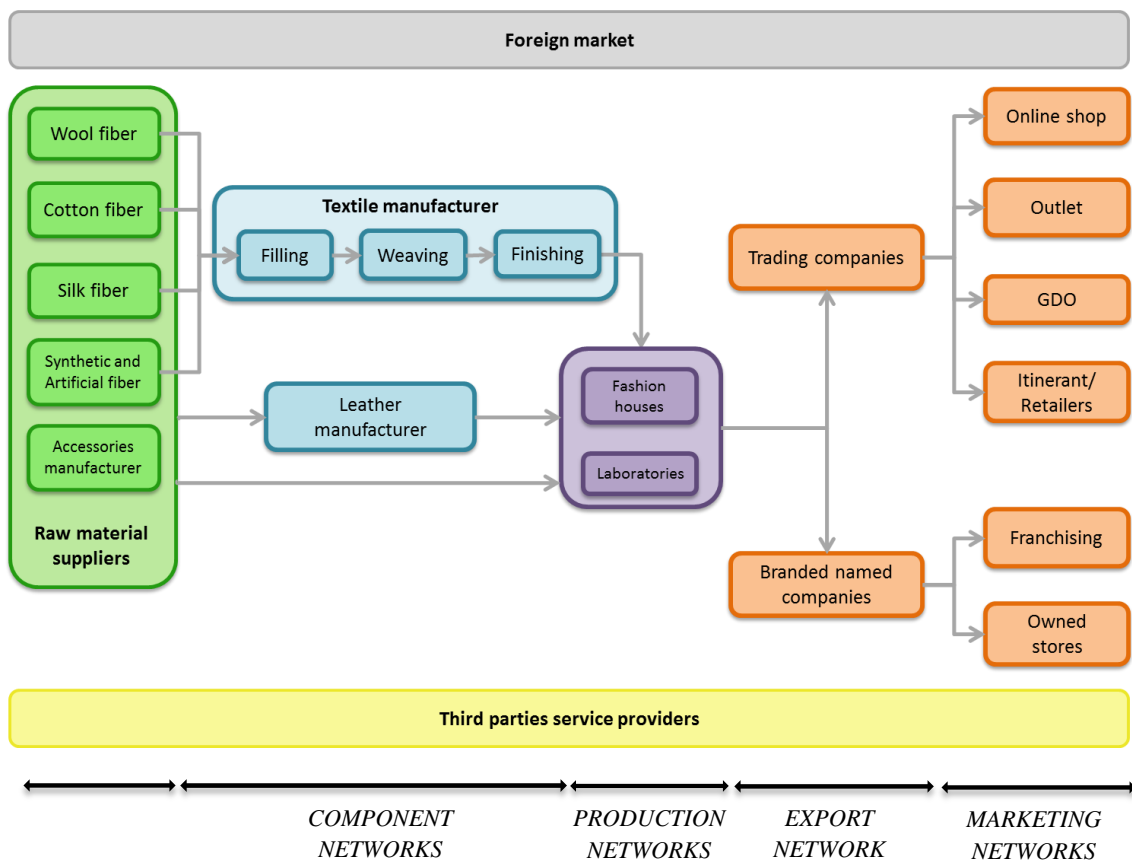 Foreign market
Wool fiber
Cotton fiber
Silk fiber
Synthetic and
Artificial fiber
Accessories
manufacturer
Raw material
suppliers
Textile manufacturer
Filling
Weaving
Finishing
Leather
manufacturer
Fashion
houses
Laboratories
Trading companies
Branded named
companies
Online shop
Outlet
GDO
Itinerant/
Retailers
Franchising
Owned
stores
Third parties service providers
COMPONENT
NETWORKS
PRODUCTION
NETWORKS
EXPORT
NETWORK
MARKETING
NETWORKS